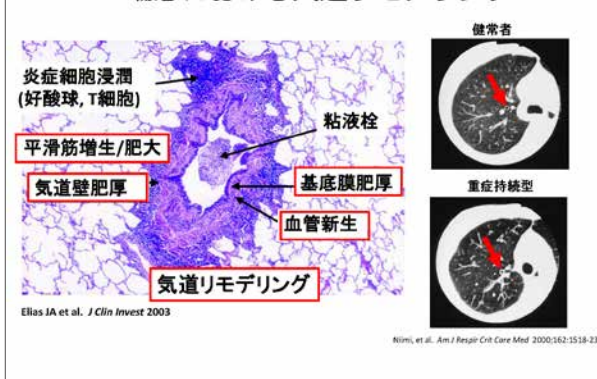 健常者
炎症細胞浸潤
(好酸球, T細胞)
粘液栓
平滑筋増生/肥大
気道壁肥厚
基底膜肥厚
血管新生
重症持続型
気道リモデリング
Elias JA et al. J Clin Invest 2003
Niimi, et al. Am J Respir Crit Care Med 2000;162:1518-23